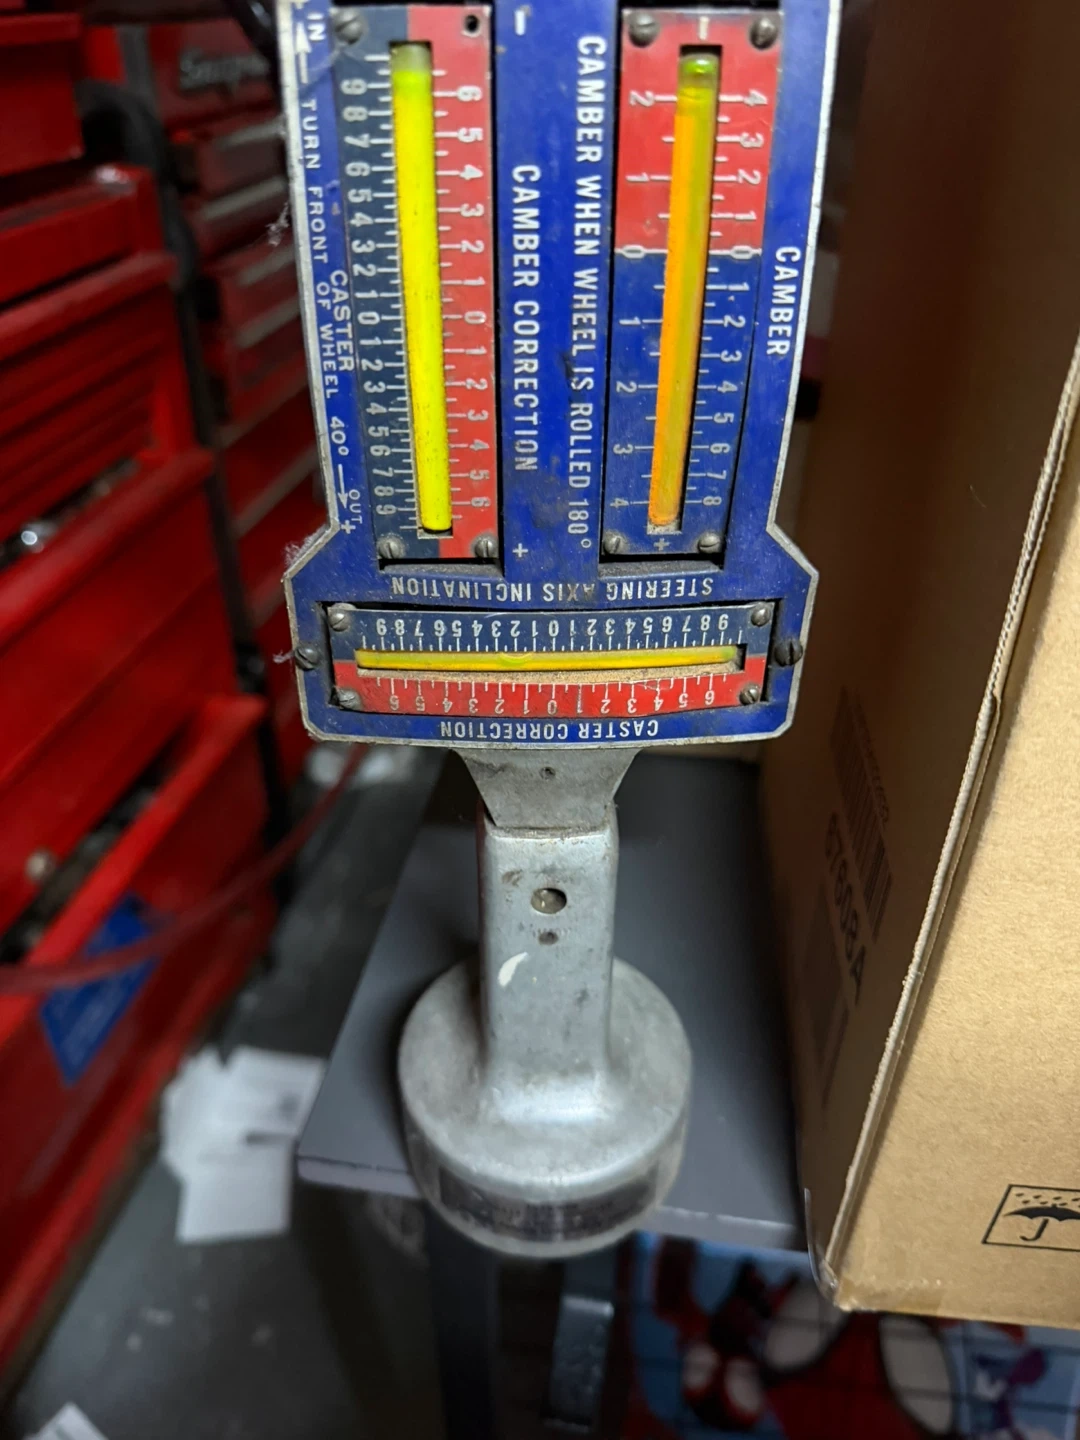 IN
TURN FRONT OF WHEEL 40° OUT +
CASTER
9 8 7 6 5 4 3 2 1 0 1 2 3 4 5 6 7 8 9
6 5 4 3 2 1 0 1 2 3 4 5 6
- CAMBER CORRECTION +
CAMBER WHEN WHEEL IS ROLLED 180°
2 1 0 1 2 3 4
- +
4 3 2 1 0 1 2 3 4 5 6 7 8
CAMBER
STEERING AXIS INCLINATION
9 8 7 6 5 4 3 2 1 0 1 2 3 4 5 6 7 8 9
6 5 4 3 2 1 0 1 2 3 4 5 6
CASTER CORRECTION